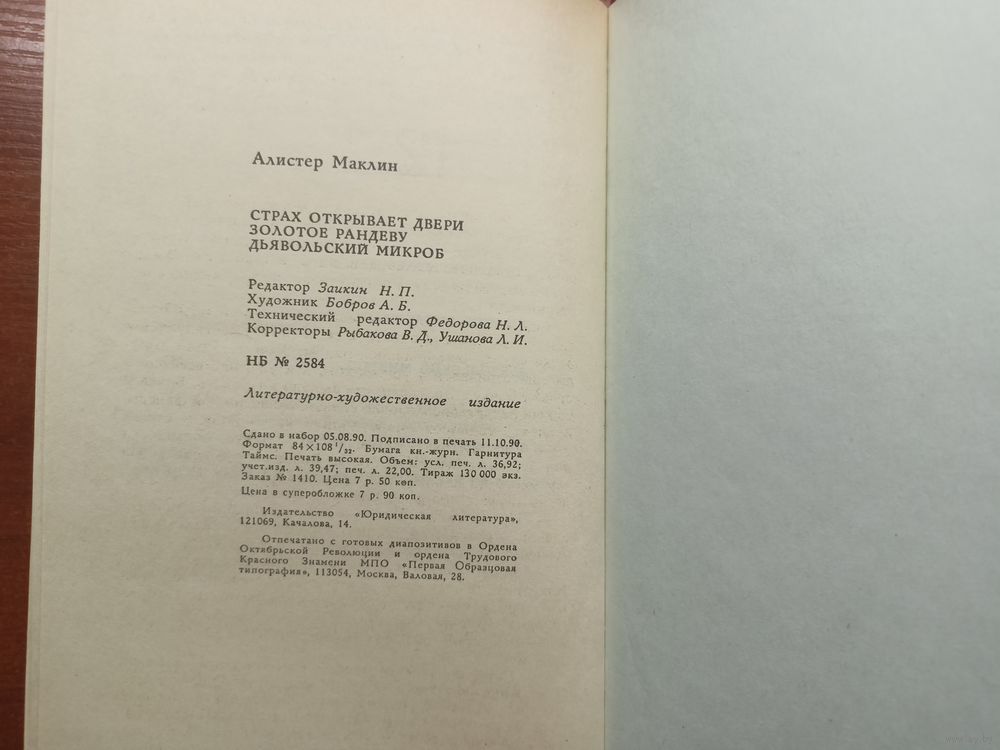 Алистер Маклин
СТРАХ ОТКРЫВАЕТ ДВЕРИ
ЗОЛОТОЕ РАНДЕВУ
ДЬЯВОЛЬСКИЙ МИКРОБ
Редактор Заикин Н. П.
Художник Бобров А. Б.
Технический редактор Федорова Н. Л.
Корректоры Рыбакова В. Д., Ушанова Л. И.
НБ № 2584
Литературно-художественное издание
Сдано в набор 05.08.90. Подписано в печать 11.10.90.
Формат 84×108 1/32. Бумага кн.-журн. Гарнитура
Таймс. Печать высокая. Объем: усл. печ. л. 36,92;
учет.изд. л. 39,47; печ. л. 22,00. Тираж 130 000 экз.
Заказ № 1410. Цена 7 р. 50 коп.
Цена в суперобложке 7 р. 90 коп.
Издательство «Юридическая литература»,
121069, Качалова, 14.
Отпечатано с готовых диапозитивов в Ордена
Октябрьской Революции и ордена Трудового
Красного Знамени МПО «Первая Образцовая
типография», 113054, Москва, Валовая, 28.